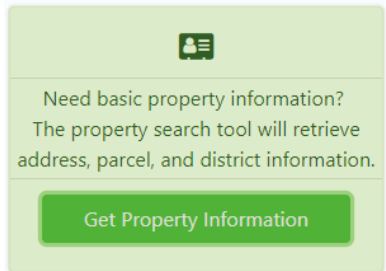 Need basic property information?
The property search tool will retrieve
address, parcel, and district information.
Get Property Information